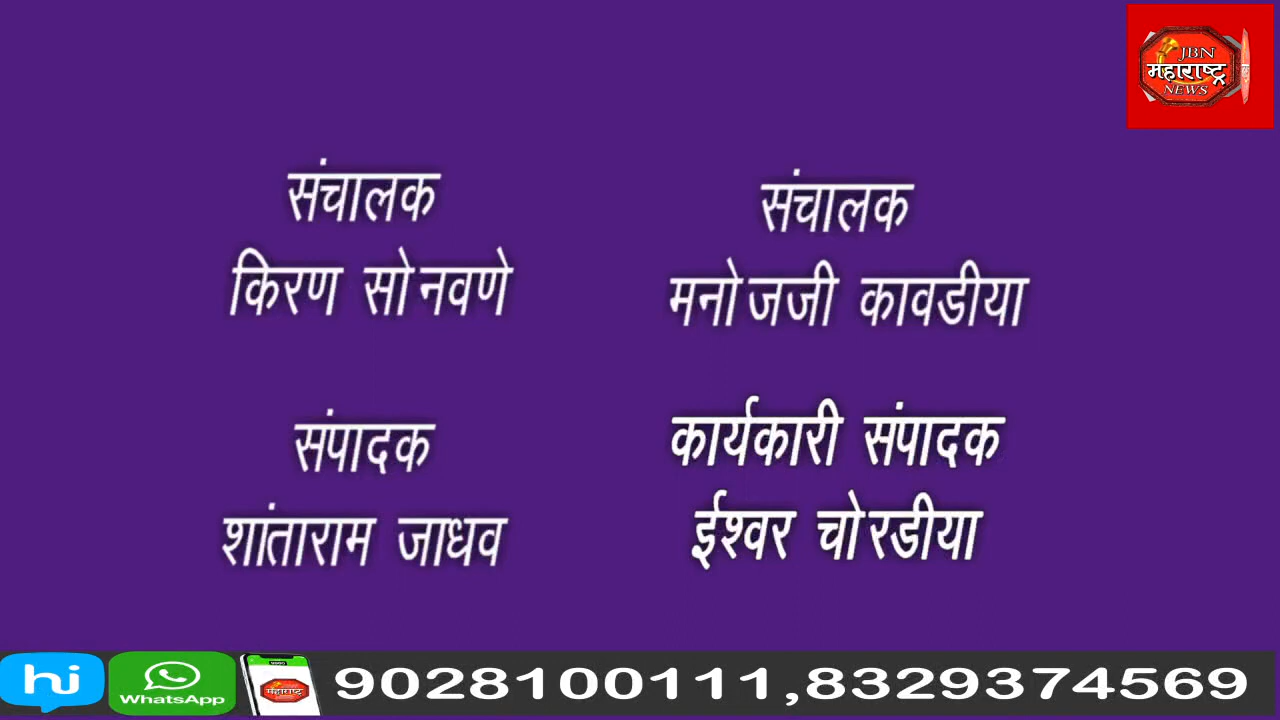 JBN
महाराष्ट्र
NEWS
संचालक
किरण सोनवणे
संचालक
मनोजजी कावडीया
संपादक
शांताराम जाधव
कार्यकारी संपादक
ईश्वर चोरडीया
hi
WhatsApp
महाराष्ट्र
9028100111,8329374569